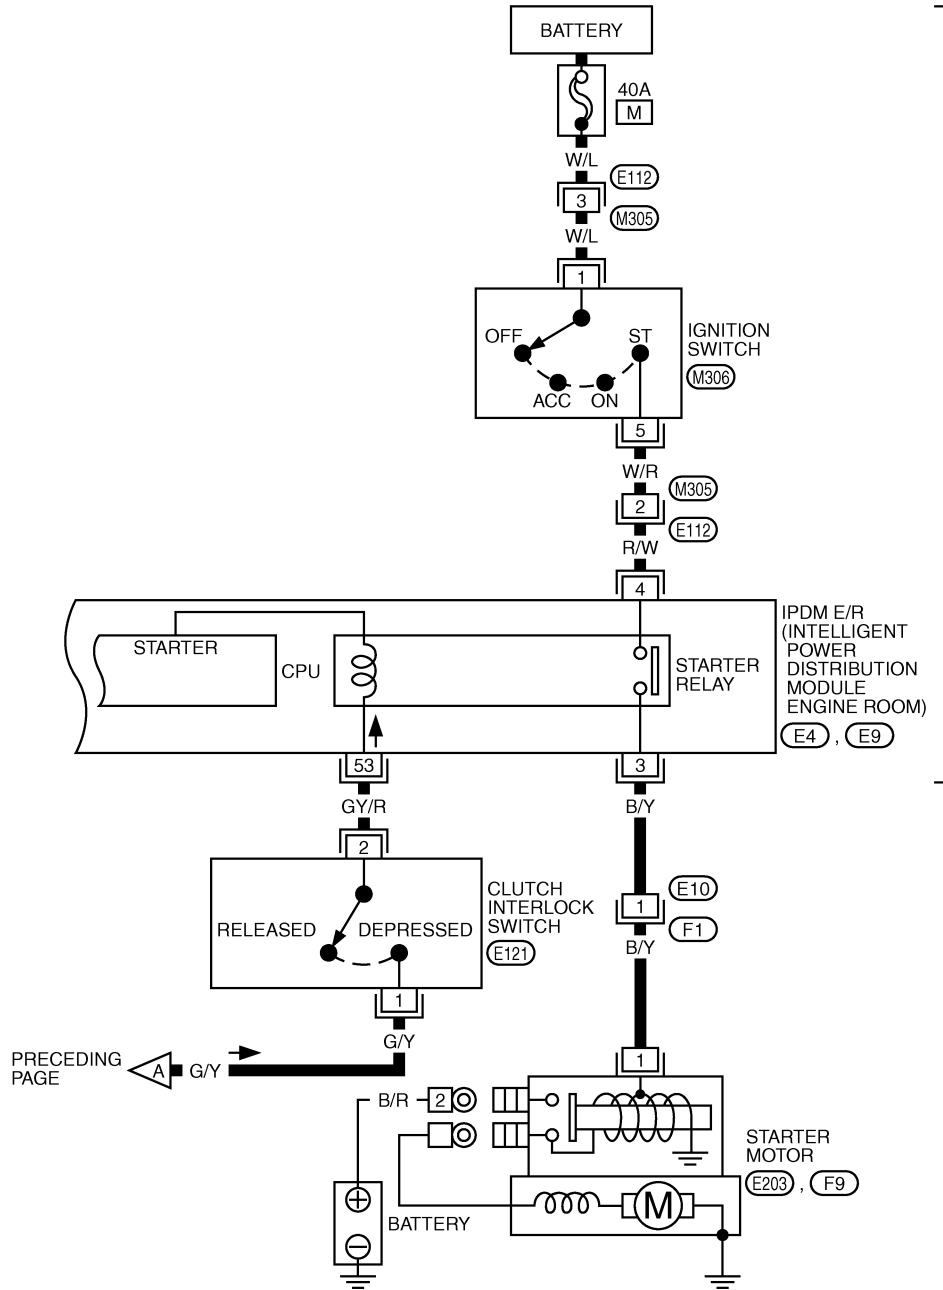 BATTERY
40A
M
W/L
E112
3
M305
W/L
1
OFF
ST
IGNITION
SWITCH
M306
ACC
ON
5
W/R
M305
2
E112
R/W
4
IPDM E/R
(INTELLIGENT
POWER
DISTRIBUTION
MODULE
ENGINE ROOM)
E4 , E9
STARTER
CPU
STARTER
RELAY
53
3
GY/R
B/Y
2
CLUTCH
INTERLOCK
SWITCH
E121
RELEASED
DEPRESSED
E10
1
F1
B/Y
1
G/Y
PRECEDING
PAGE
A
G/Y
1
B/R
2
STARTER
MOTOR
E203 , F9
M
BATTERY